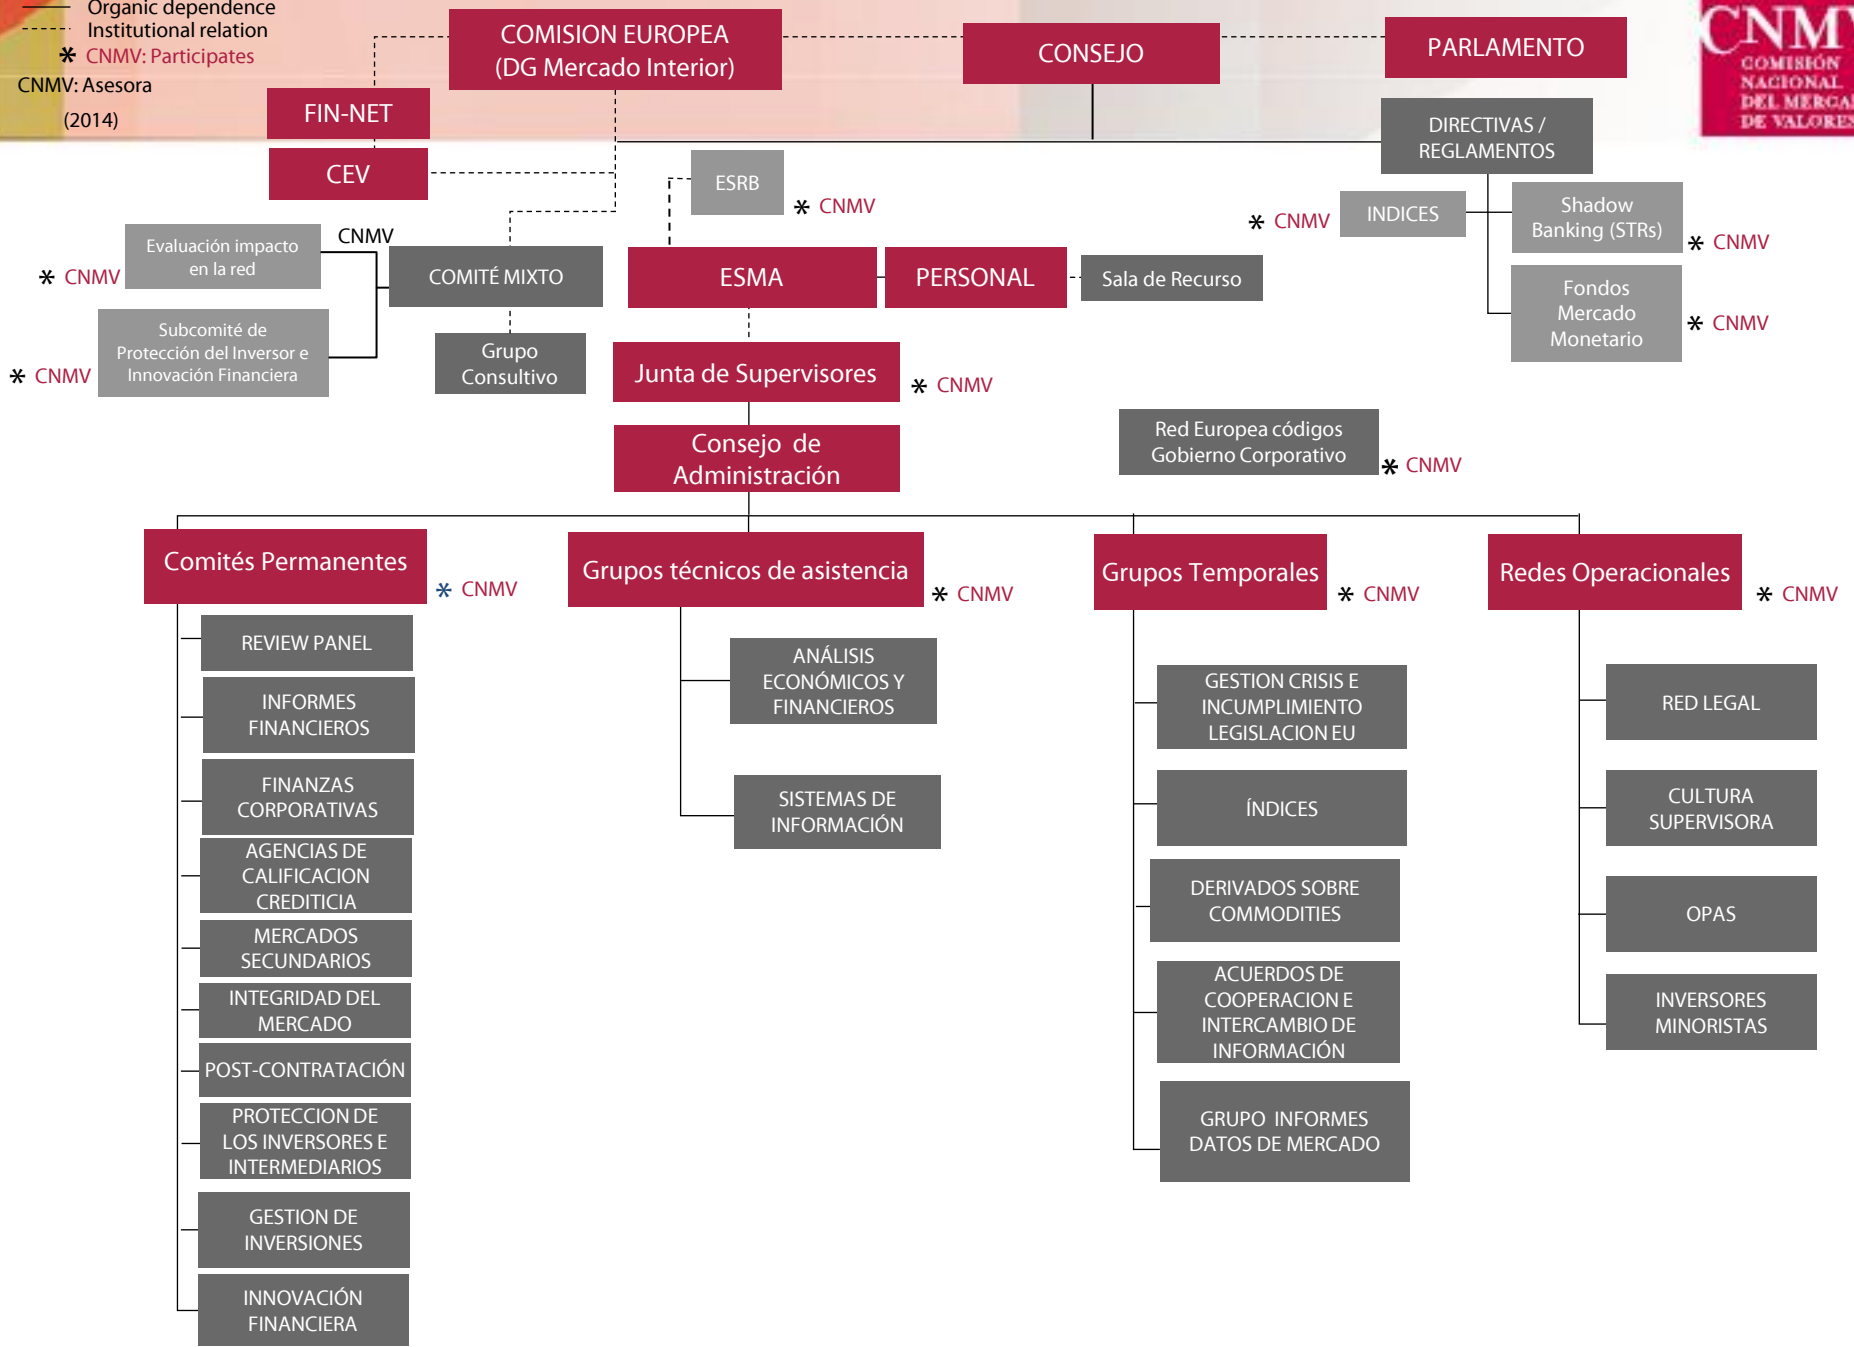 Organic dependence
Institutional relation
* CNMV: Participates
CNMV: Asesora
(2014)
COMISION EUROPEA
(DG Mercado Interior)
CONSEJO
PARLAMENTO
CNMV
COMISIÓN
NACIONAL
DEL MERCAD
DE VALORES
FIN-NET
CEV
DIRECTIVAS /
REGLAMENTOS
ESRB
* CNMV
* CNMV
INDICES
Shadow
Banking (STRs)
* CNMV
Evaluación impacto
en la red
CNMV
* CNMV
COMITÉ MIXTO
ESMA
PERSONAL
Sala de Recurso
Fondos
Mercado
Monetario
* CNMV
Subcomité de
Protección del Inversor e
Innovación Financiera
* CNMV
Grupo
Consultivo
Junta de Supervisores
* CNMV
Consejo de
Administración
Red Europea códigos
Gobierno Corporativo
* CNMV
Comités Permanentes
* CNMV
Grupos técnicos de asistencia
* CNMV
Grupos Temporales
* CNMV
Redes Operacionales
* CNMV
REVIEW PANEL
INFORMES
FINANCIEROS
FINANZAS
CORPORATIVAS
AGENCIAS DE
CALIFICACION
CREDITICIA
MERCADOS
SECUNDARIOS
INTEGRIDAD DEL
MERCADO
POST-CONTRATACIÓN
PROTECCION DE
LOS INVERSORES E
INTERMEDIARIOS
GESTION DE
INVERSIONES
INNOVACIÓN
FINANCIERA
ANÁLISIS
ECONÓMICOS Y
FINANCIEROS
SISTEMAS DE
INFORMACIÓN
GESTION CRISIS E
INCUMPLIMIENTO
LEGISLACION EU
ÍNDICES
DERIVADOS SOBRE
COMMODITIES
ACUERDOS DE
COOPERACION E
INTERCAMBIO DE
INFORMACIÓN
GRUPO INFORMES
DATOS DE MERCADO
RED LEGAL
CULTURA
SUPERVISORA
OPAS
INVERSORES
MINORISTAS